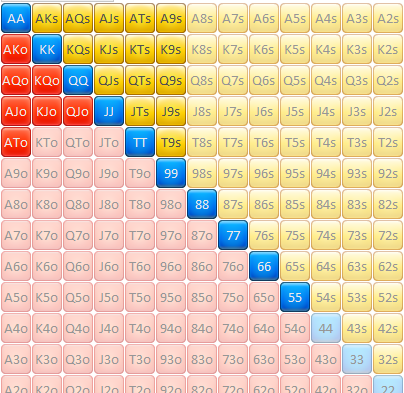 AA AKs AQs AJs ATs A9s A8s A7s A6s A5s A4s A3s A2s
AKo KK KQs KJs KTs K9s K8s K7s K6s K5s K4s K3s K2s
AQo KQo QQ QJs QTs Q9s Q8s Q7s Q6s Q5s Q4s Q3s Q2s
AJo KJo QJo JJ JTs J9s J8s J7s J6s J5s J4s J3s J2s
ATo KTo QTo JTo TT T9s T8s T7s T6s T5s T4s T3s T2s
A9o K9o Q9o J9o T9o 99 98s 97s 96s 95s 94s 93s 92s
A8o K8o Q8o J8o T8o 98o 88 87s 86s 85s 84s 83s 82s
A7o K7o Q7o J7o T7o 97o 87o 77 76s 75s 74s 73s 72s
A6o K6o Q6o J6o T6o 96o 86o 76o 66 65s 64s 63s 62s
A5o K5o Q5o J5o T5o 95o 85o 75o 65o 55 54s 53s 52s
A4o K4o Q4o J4o T4o 94o 84o 74o 64o 54o 44 43s 42s
A3o K3o Q3o J3o T3o 93o 83o 73o 63o 53o 43o 33 32s
A2o K2o Q2o J2o T2o 92o 82o 72o 62o 52o 42o 32o 22